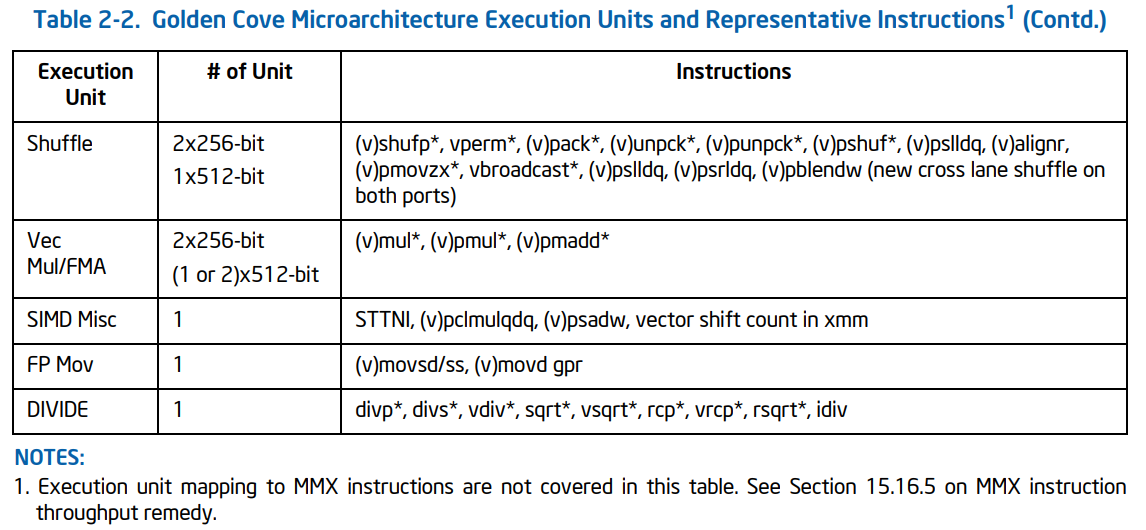 Table 2-2. Golden Cove Microarchitecture Execution Units and Representative Instructions1 (Contd.)
Execution Unit
# of Unit
Instructions
Shuffle
2x256-bit
1x512-bit
(v)shufp*, vperm*, (v)pack*, (v)unpck*, (v)punpck*, (v)pshuf*, (v)pslldq, (v)alignr,
(v)pmovzx*, vbroadcast*, (v)pslldq, (v)psrldq, (v)pblendw (new cross lane shuffle on
both ports)
Vec
Mul/FMA
2x256-bit
(1 or 2)x512-bit
(v)mul*, (v)pmul*, (v)pmadd*
SIMD Misc
1
STTNI, (v)pclmulqdq, (v)psadw, vector shift count in xmm
FP Mov
1
(v)movsd/ss, (v)movd gpr
DIVIDE
1
divp*, divs*, vdiv*, sqrt*, vsqrt*, rcp*, vrcp*, rsqrt*, idiv
NOTES:
1. Execution unit mapping to MMX instructions are not covered in this table. See Section 15.16.5 on MMX instruction
throughput remedy.